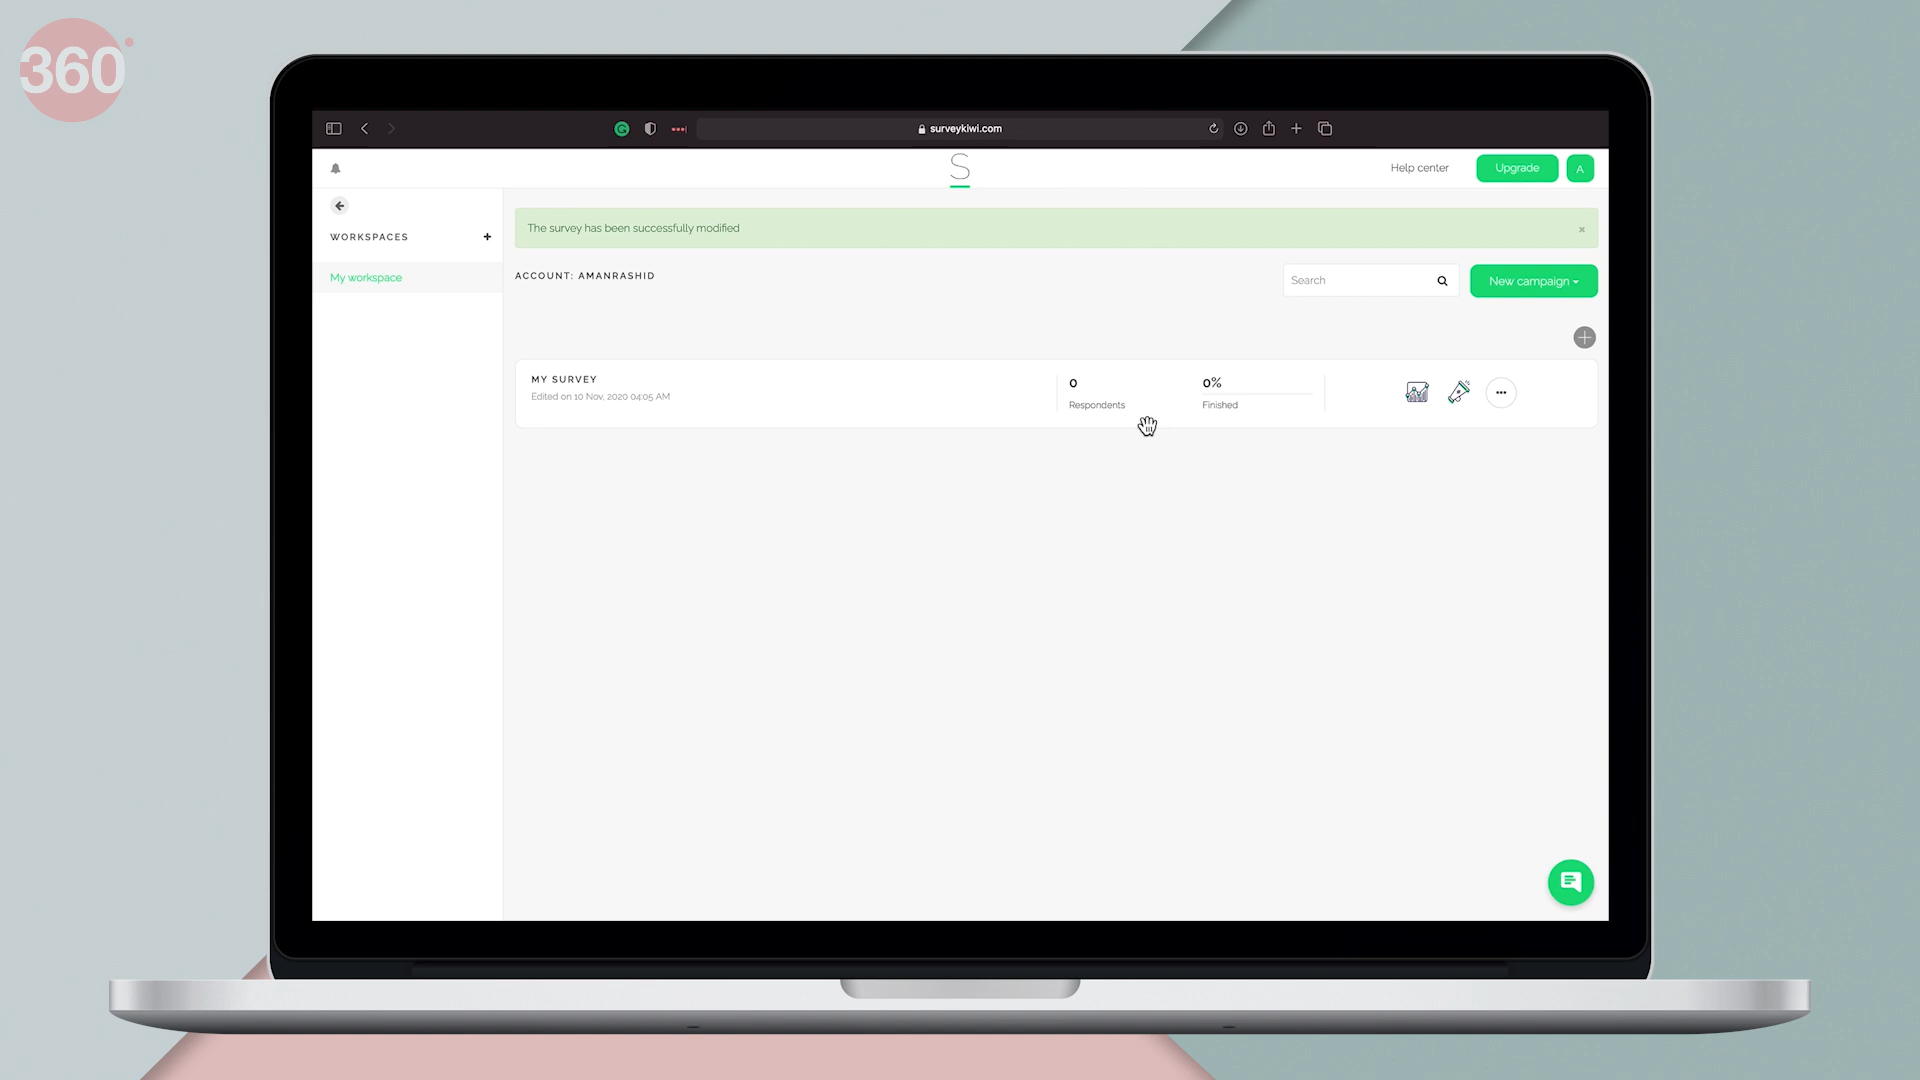 360
surveykiwi.com
Help center
Upgrade
A
S
WORKSPACES
My workspace
The survey has been successfully modified
ACCOUNT: AMANRASHID
Search
New campaign
MY SURVEY
Edited on 10 Nov, 2020 04:05 AM
0
Respondents
0%
Finished